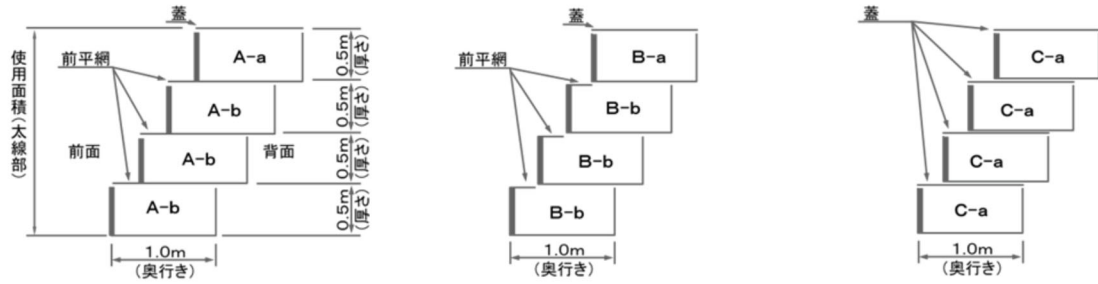 蓋
前平網
使用面積(太線部)
前面
背面
A-a
A-b
A-b
A-b
0.5m
(厚さ)
0.5m
(厚さ)
0.5m
(厚さ)
0.5m
(厚さ)
1.0m
(奥行き)
蓋
前平網
B-a
B-b
B-b
B-b
1.0m
(奥行き)
蓋
C-a
C-a
C-a
C-a
1.0m
(奥行き)